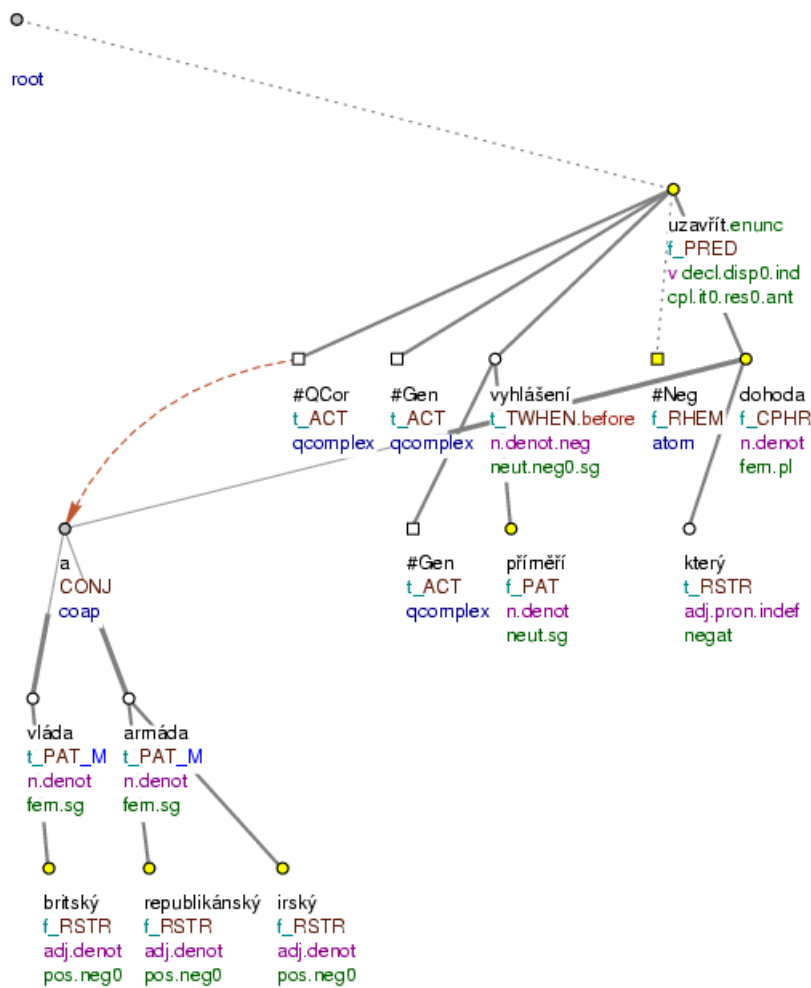 root
uzavřít.enunc
f_PRED
v decl.disp0.ind
cpl.it0.res0.ant
#QCor
t_ACT
qcomplex
#Gen
t_ACT
qcomplex
vyhlášení
t_TWHEN.before
n.denot.neg
neut.neg0.sg
#Neg
f_RHEM
atom
dohoda
f_CPHR
n.denot
fem.pl
a
CONJ
coap
#Gen
t_ACT
qcomplex
příměří
f_PAT
n.denot
neut.sg
který
t_RSTR
adj.pron.indef
negat
vláda
t_PAT_M
n.denot
fem.sg
armáda
t_PAT_M
n.denot
fem.sg
britský
f_RSTR
adj.denot
pos.neg0
republikánský
f_RSTR
adj.denot
pos.neg0
irský
f_RSTR
adj.denot
pos.neg0